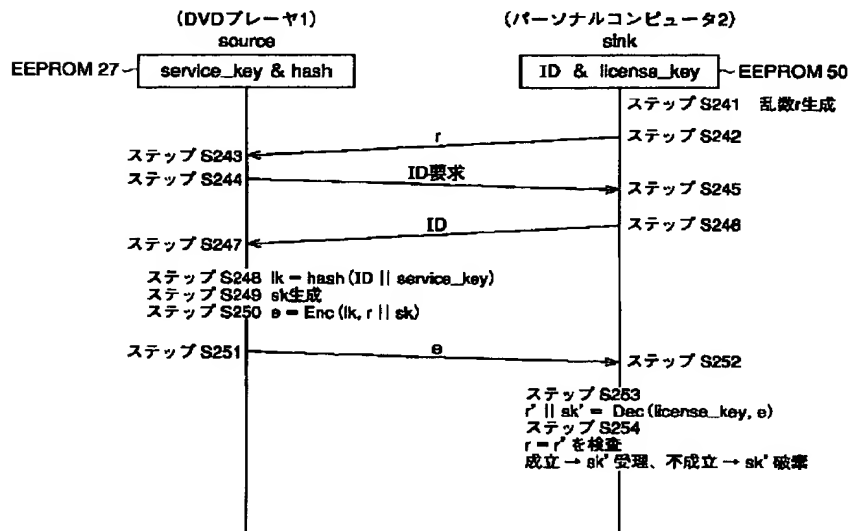 (DVDプレーヤ1)
source
(パーソナルコンピュータ2)
sink
EEPROM 27
service_key & hash
ID & license_key
EEPROM 50
ステップ S241 乱数r生成
r
ステップ S242
ステップ S243
ステップ S244
ID要求
ステップ S245
ID
ステップ S246
ステップ S247
ステップ S248 lk = hash (ID || service_key)
ステップ S249 sk生成
ステップ S250 e = Enc (lk, r || sk)
ステップ S251
e
ステップ S252
ステップ S253
r' || sk' = Dec (license_key, e)
ステップ S254
r = r' を検査
成立 → sk' 受理、不成立 → sk' 破棄